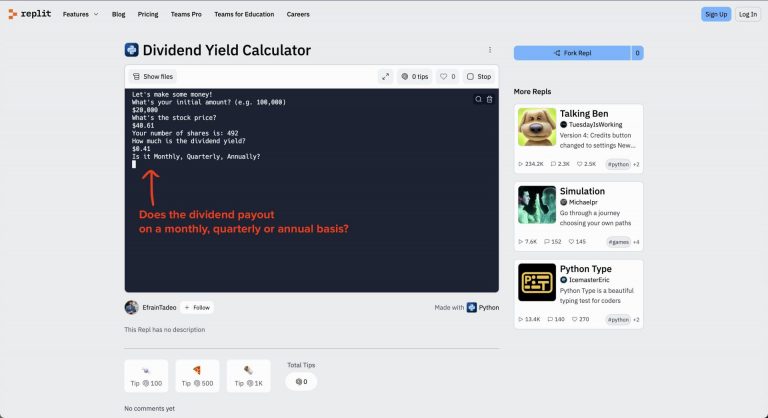 replit
Features
Blog
Pricing
Teams Pro
Teams for Education
Careers
Sign Up
Log In
Dividend Yield Calculator
Fork Repl
0
Show files
0 tips
0
Stop
Let's make some money!
What's your initial amount? (e.g. 100,000)
$20,000
What's the stock price?
$40.61
Your number of shares is: 492
How much is the dividend yield?
$0.41
Is it Monthly, Quarterly, Annually?
Does the dividend payout
on a monthly, quarterly or annual basis?
EfrainTadeo
+ Follow
Made with Python
This Repl has no description
Tip 100
Tip 500
Tip 1K
Total Tips
0
No comments yet
More Repls
Talking Ben
TuesdayIsWorking
Version 4: Credits button
changed to settings New...
234.2K
2.3K
2.5K
#python
+2
Simulation
Michaelpr
Go through a journey
choosing your own paths
7.6K
152
145
#games
+4
Python Type
IcemasterEric
Python Type is a beautiful
typing test for coders
13.4K
140
270
#python
+2